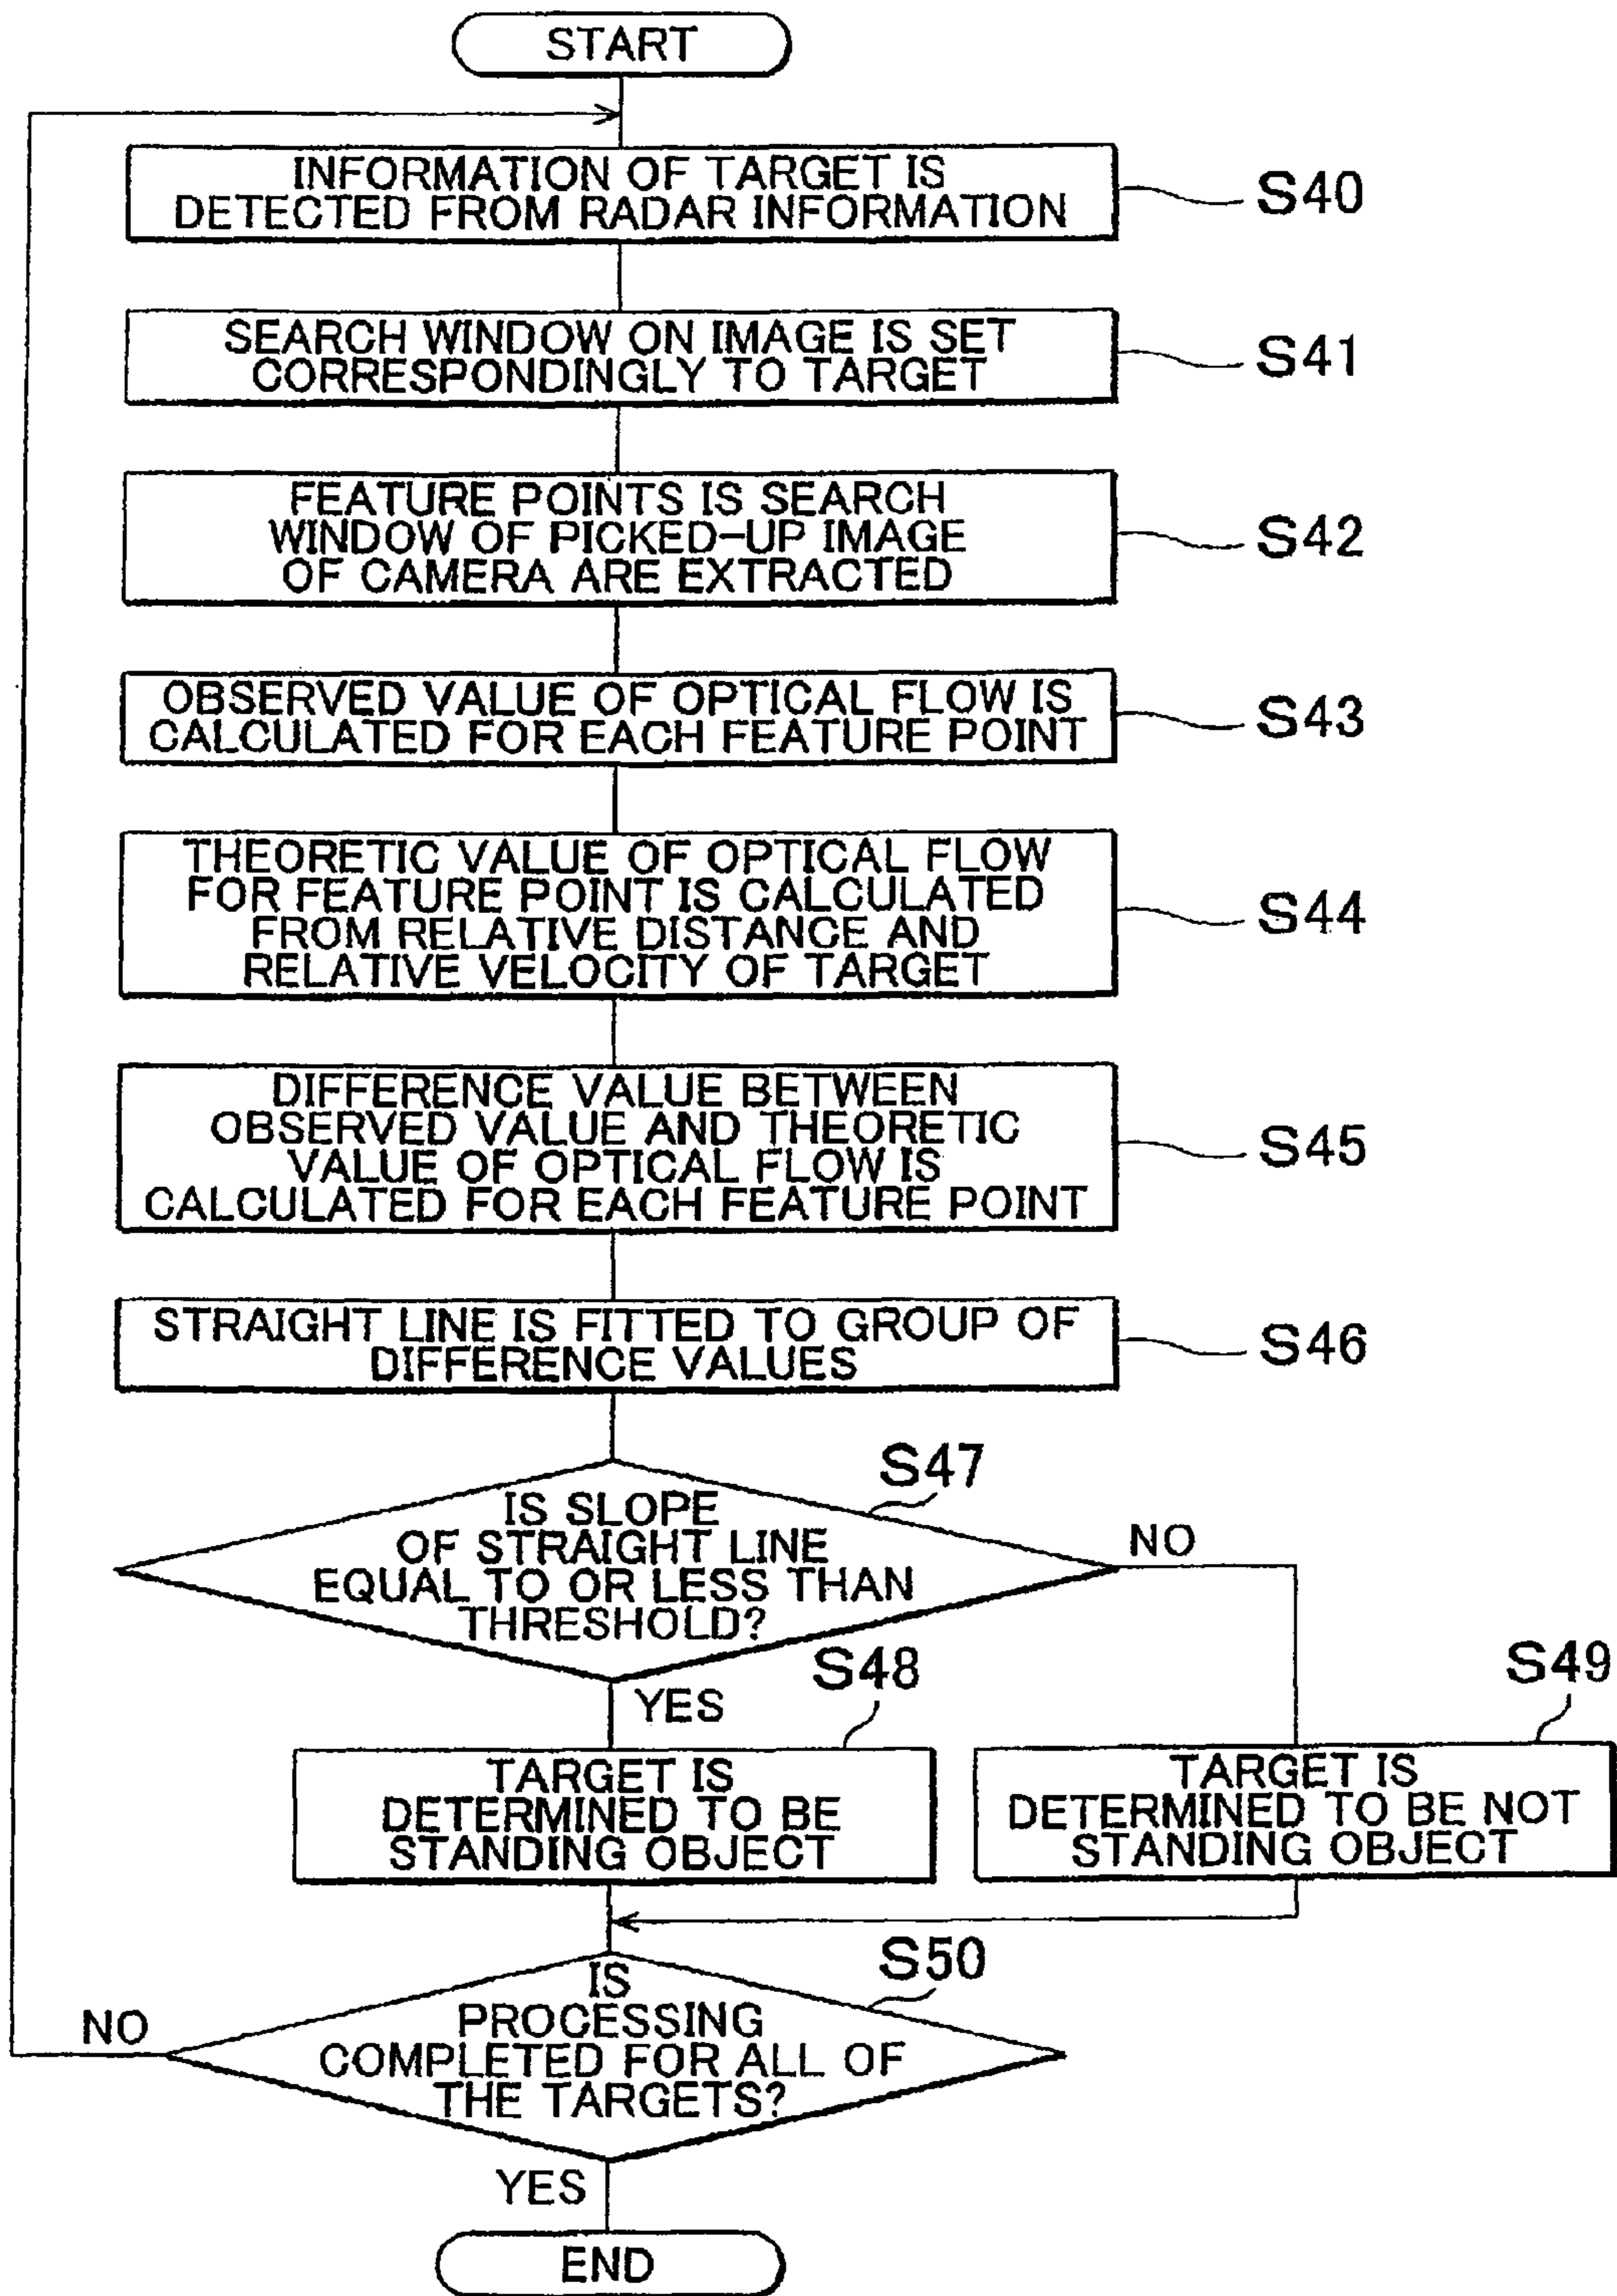 START
INFORMATION OF TARGET IS
DETECTED FROM RADAR INFORMATION
S40
SEARCH WINDOW ON IMAGE IS SET
CORRESPONDINGLY TO TARGET
S41
FEATURE POINTS IS SEARCH
WINDOW OF PICKED-UP IMAGE
OF CAMERA ARE EXTRACTED
S42
OBSERVED VALUE OF OPTICAL FLOW IS
CALCULATED FOR EACH FEATURE POINT
S43
THEORETIC VALUE OF OPTICAL FLOW
FOR FEATURE POINT IS CALCULATED
FROM RELATIVE DISTANCE AND
RELATIVE VELOCITY OF TARGET
S44
DIFFERENCE VALUE BETWEEN
OBSERVED VALUE AND THEORETIC
VALUE OF OPTICAL FLOW IS
CALCULATED FOR EACH FEATURE POINT
S45
STRAIGHT LINE IS FITTED TO GROUP OF
DIFFERENCE VALUES
S46
S47
IS SLOPE
OF STRAIGHT LINE
EQUAL TO OR LESS THAN
THRESHOLD?
NO
YES
S48
TARGET IS
DETERMINED TO BE
STANDING OBJECT
S49
TARGET IS
DETERMINED TO BE NOT
STANDING OBJECT
S50
IS
PROCESSING
COMPLETED FOR ALL OF
THE TARGETS?
NO
YES
END